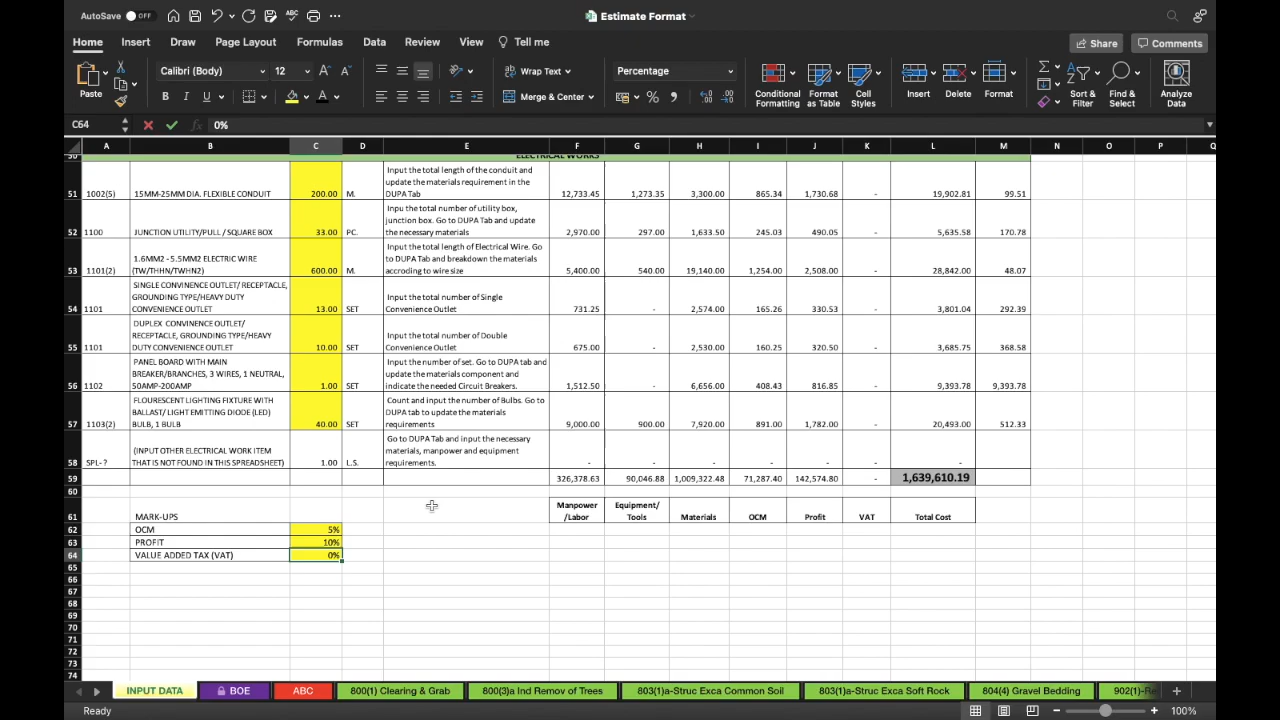 AutoSave OFF
Estimate Format
Home Insert Draw Page Layout Formulas Data Review View Tell me
Share Comments
Paste
Calibri (Body) 12
Wrap Text
Merge & Center
Percentage
Conditional Formatting
Format as Table
Cell Styles
Insert Delete Format
Sort & Filter
Find & Select
Analyze Data
C64 fx 0%
A B C D E F G H I J K L M N O P Q
50 ELECTRICAL WORKS
Input the total length of the conduit and
update the materials requirement in the
51 1002(5) 15MM-25MM DIA. FLEXIBLE CONDUIT 200.00 M. DUPA Tab 12,733.45 1,273.35 3,300.00 865.34 1,730.68 - 19,902.81 99.51
Input the total number of utility box,
junction box. Go to DUPA Tab and update
52 1100 JUNCTION UTILITY/PULL / SQUARE BOX 33.00 PC. the necessary materials 2,970.00 297.00 1,633.50 245.03 490.05 - 5,635.58 170.78
Input the total length of Electrical Wire. Go
1.6MM2 - 5.5MM2 ELECTRIC WIRE to DUPA Tab and breakdown the materials
53 1101(2) (TW/THHN/TWHN2) 600.00 M. accroding to wire size 5,400.00 540.00 19,140.00 1,254.00 2,508.00 - 28,842.00 48.07
SINGLE CONVINENCE OUTLET/ RECEPTACLE,
GROUNDING TYPE/HEAVY DUTY Input the total number of Single
54 1101 CONVENIENCE OUTLET 13.00 SET Convenience Outlet 731.25 - 2,574.00 165.26 330.53 - 3,801.04 292.39
DUPLEX CONVINENCE OUTLET/
RECEPTACLE, GROUNDING TYPE/HEAVY Input the total number of Double
55 1101 DUTY CONVENIENCE OUTLET 10.00 SET Convenience Outlet 675.00 - 2,530.00 160.25 320.50 - 3,685.75 368.58
PANEL BOARD WITH MAIN Input the number of set. Go to DUPA tab and
BREAKER/BRANCHES, 3 WIRES, 1 NEUTRAL, update the materials component and
56 1102 50AMP-200AMP 1.00 SET indicate the needed Circuit Breakers. 1,512.50 - 6,656.00 408.43 816.85 - 9,393.78 9,393.78
FLOURESCENT LIGHTING FIXTURE WITH Count and input the number of Bulbs. Go to
BALLAST/ LIGHT EMITTING DIODE (LED) DUPA tab to update the materials
57 1103(2) BULB, 1 BULB 40.00 SET requirements 9,000.00 900.00 7,920.00 891.00 1,782.00 - 20,493.00 512.33
Go to DUPA Tab and input the necessary
(INPUT OTHER ELECTRICAL WORK ITEM materials, manpower and equipment
58 SPL-? THAT IS NOT FOUND IN THIS SPREADSHEET) 1.00 L.S. requirements. - - - - - - -
59 326,378.63 90,046.88 1,009,322.48 71,287.40 142,574.80 - 1,639,610.19
60
Manpower Equipment/
61 MARK-UPS /Labor Tools Materials OCM Profit VAT Total Cost
62 OCM 5%
63 PROFIT 10%
64 VALUE ADDED TAX (VAT) 0%
65
66
67
68
69
70
71
72
73
74
INPUT DATA BOE ABC 800(1) Clearing & Grab 800(3)a Ind Remov of Trees 803(1)a-Struc Exca Common Soil 803(1)a-Struc Exca Soft Rock 804(4) Gravel Bedding 902(1)-Re
Ready 100%